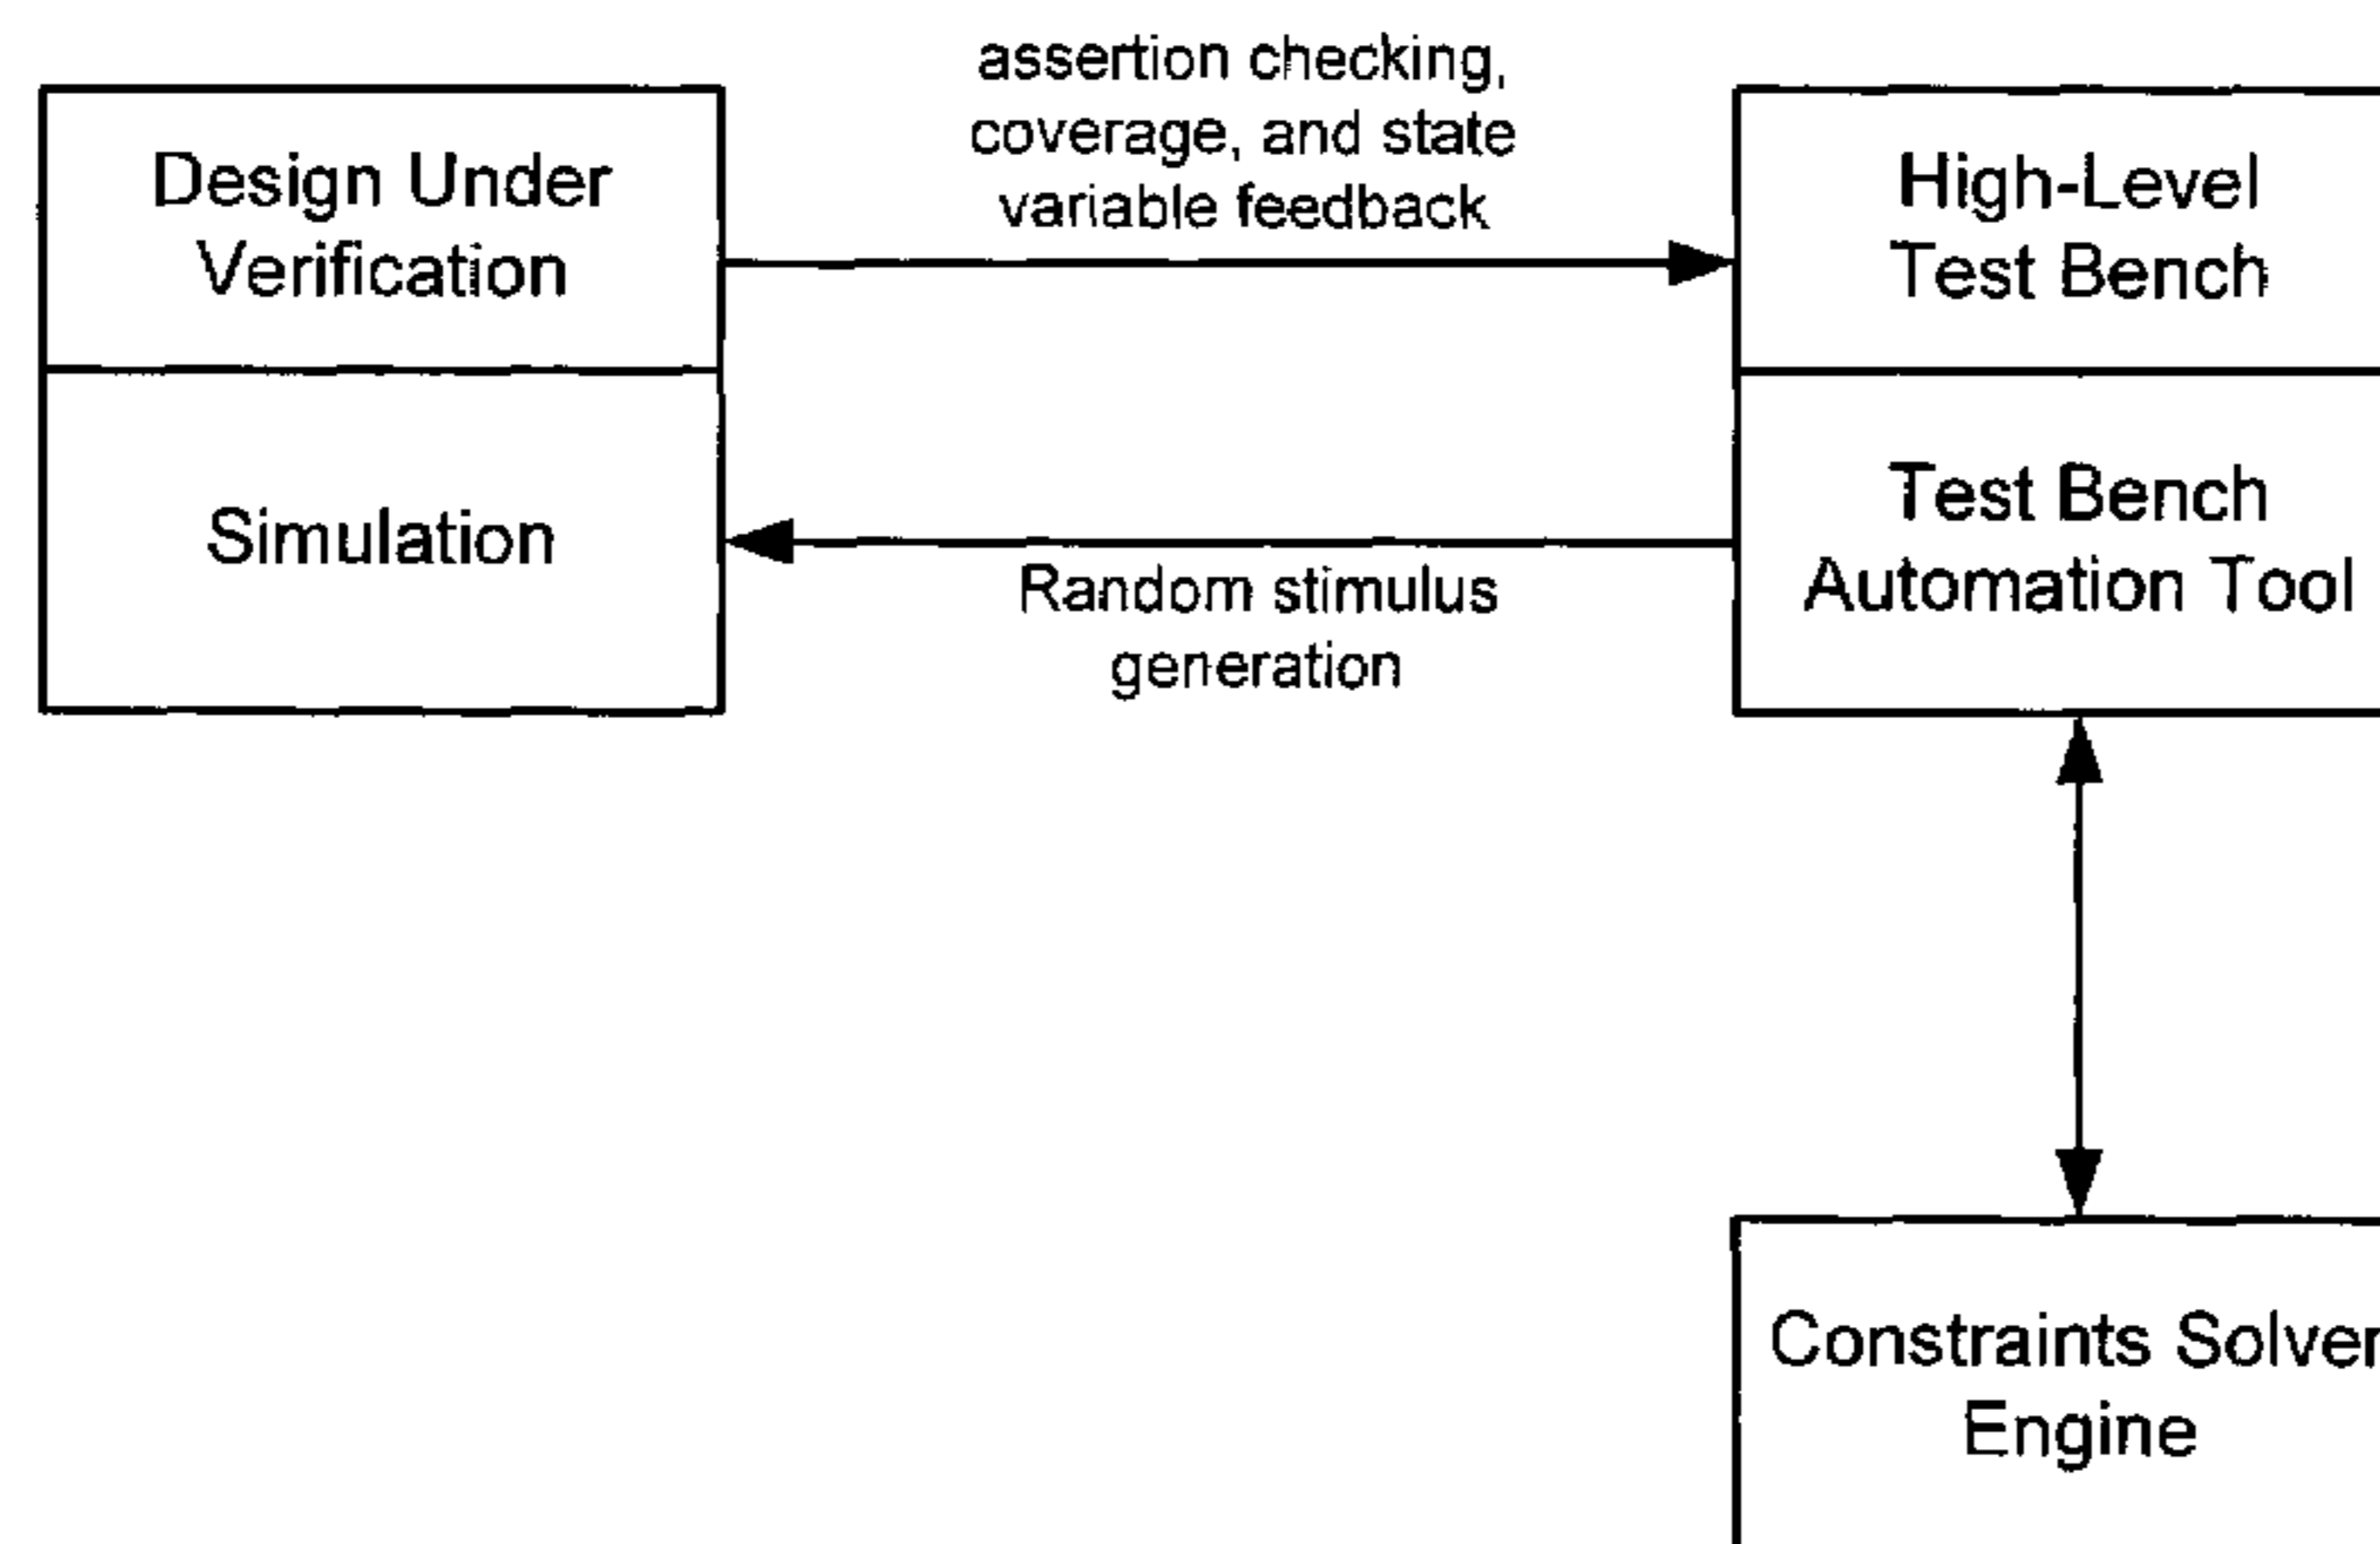 Design Under
Verification
Simulation
assertion checking,
coverage, and state
variable feedback
Random stimulus
generation
High-Level
Test Bench
Test Bench
Automation Tool
Constraints Solver
Engine